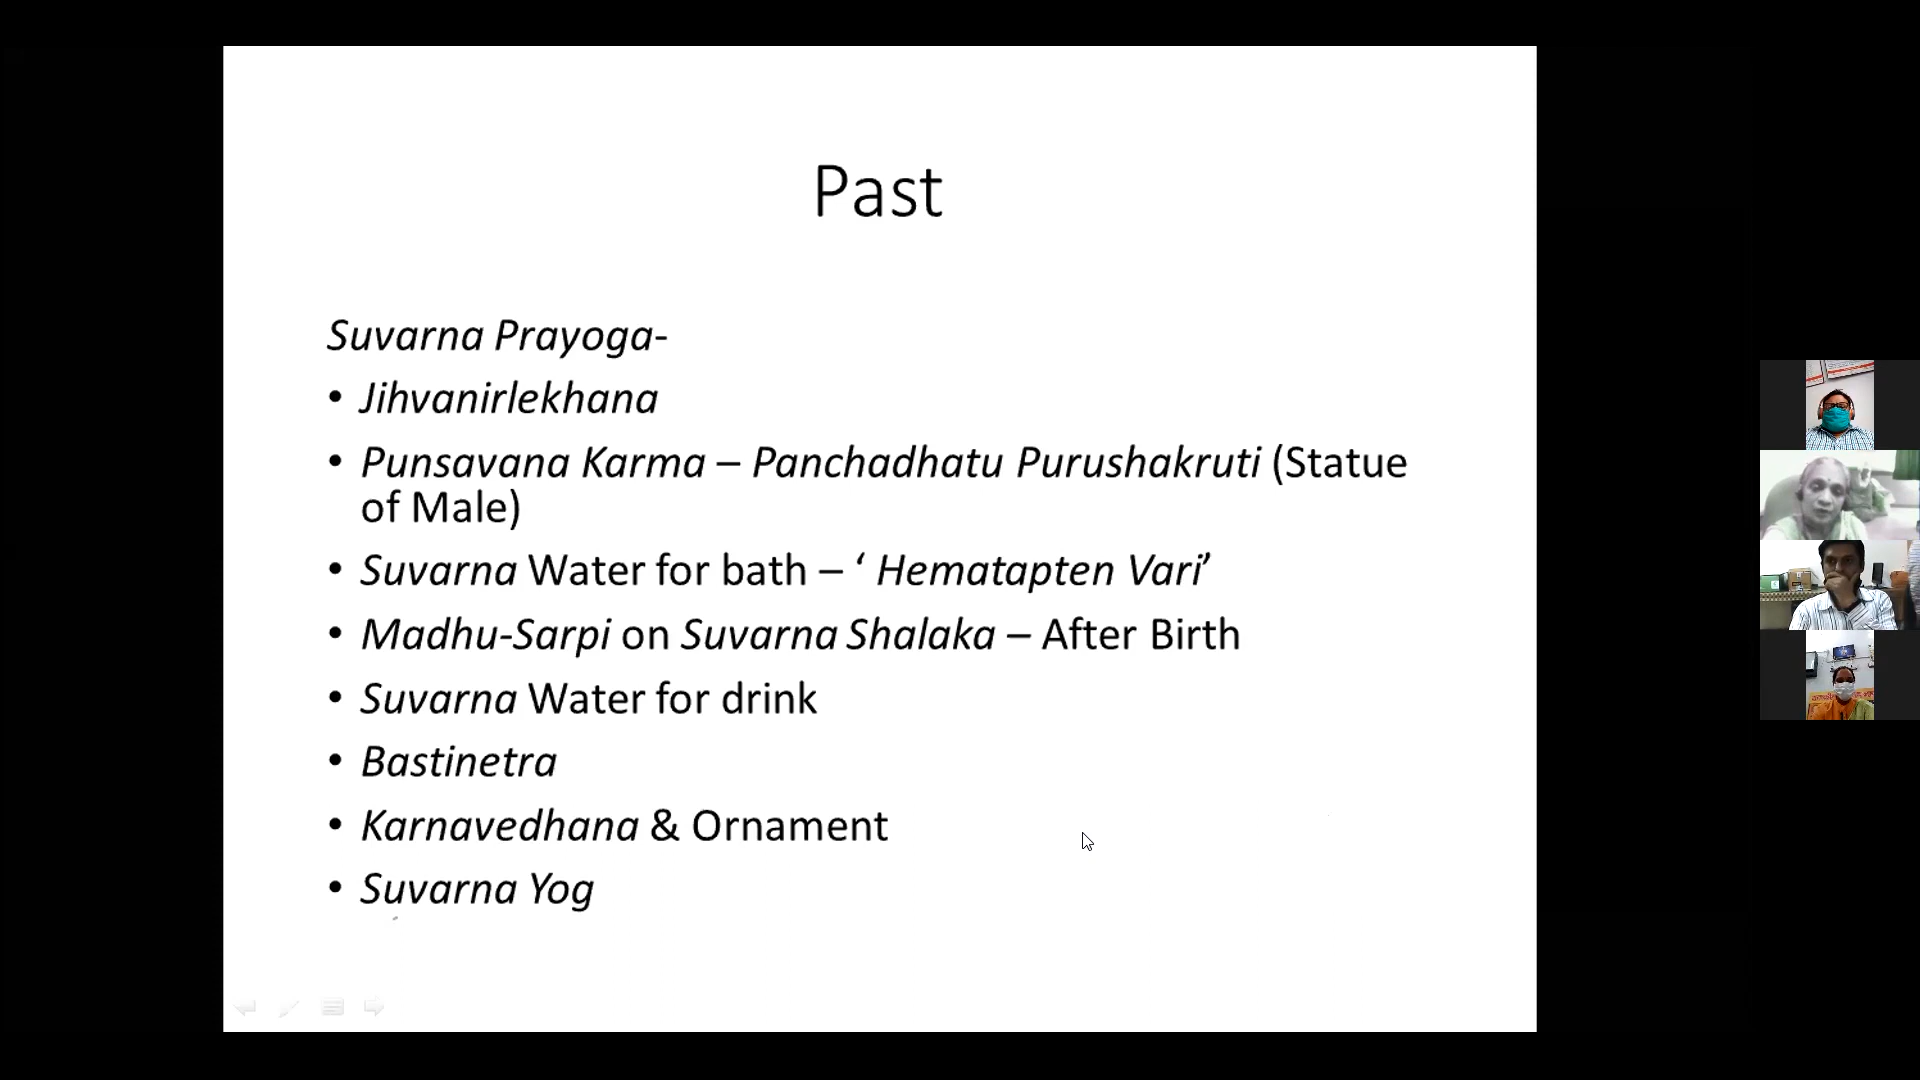 Past
Suvarna Prayoga-
• Jihvanirlekhana
• Punsavana Karma – Panchadhatu Purushakruti (Statue
of Male)
• Suvarna Water for bath – ‘ Hematapten Vari’
• Madhu-Sarpi on Suvarna Shalaka – After Birth
• Suvarna Water for drink
• Bastinetra
• Karnavedhana & Ornament
• Suvarna Yog